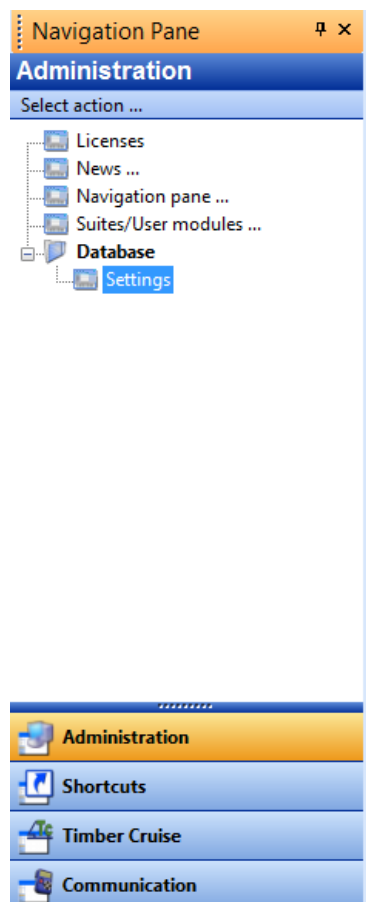 Navigation Pane
Administration
Select action ...
Licenses
News ...
Navigation pane ...
Suites/User modules ...
Database
Settings
Administration
Shortcuts
Timber Cruise
Communication